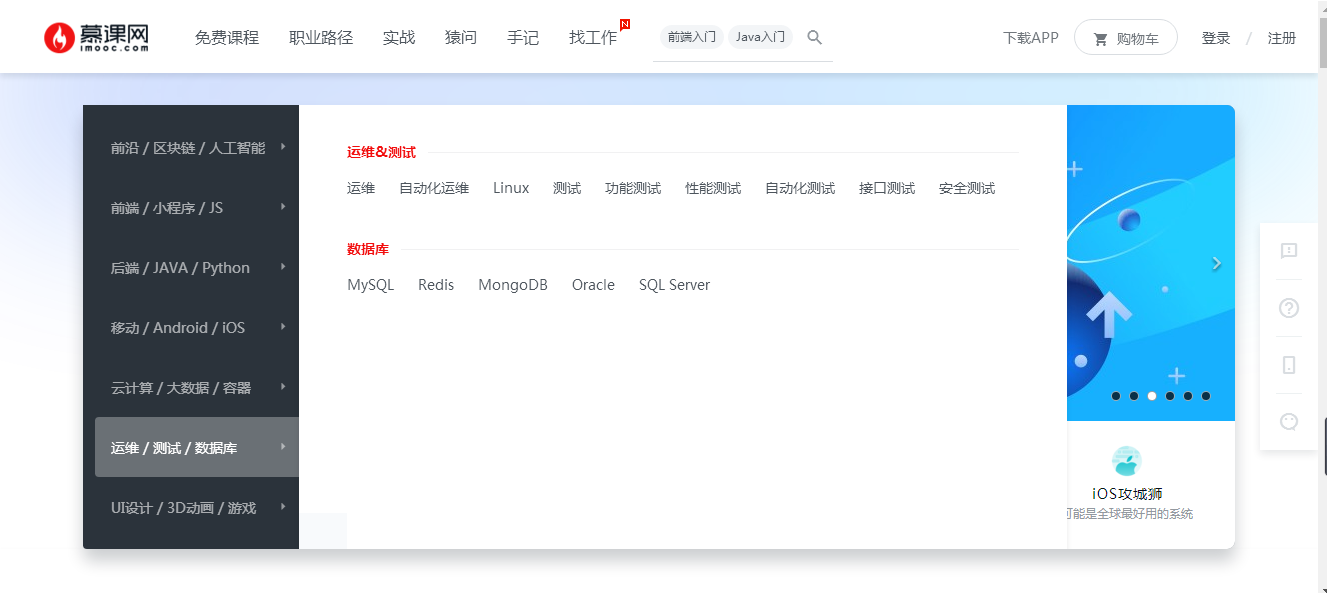 慕课网
imooc.com
免费课程 职业路径 实战 猿问 手记 找工作 N 前端入门 Java入门 下载APP 购物车 登录 / 注册
前沿 / 区块链 / 人工智能
前端 / 小程序 / JS
后端 / JAVA / Python
移动 / Android / iOS
云计算 / 大数据 / 容器
运维 / 测试 / 数据库
UI设计 / 3D动画 / 游戏
运维&测试
运维 自动化运维 Linux 测试 功能测试 性能测试 自动化测试 接口测试 安全测试
数据库
MySQL Redis MongoDB Oracle SQL Server
iOS攻城狮
可能是全球最好用的系统